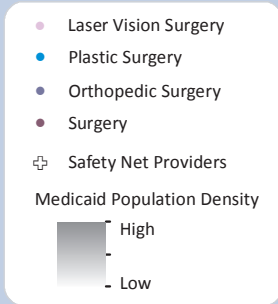 Laser Vision Surgery
Plastic Surgery
Orthopedic Surgery
Surgery
Safety Net Providers
Medicaid Population Density
High
Low